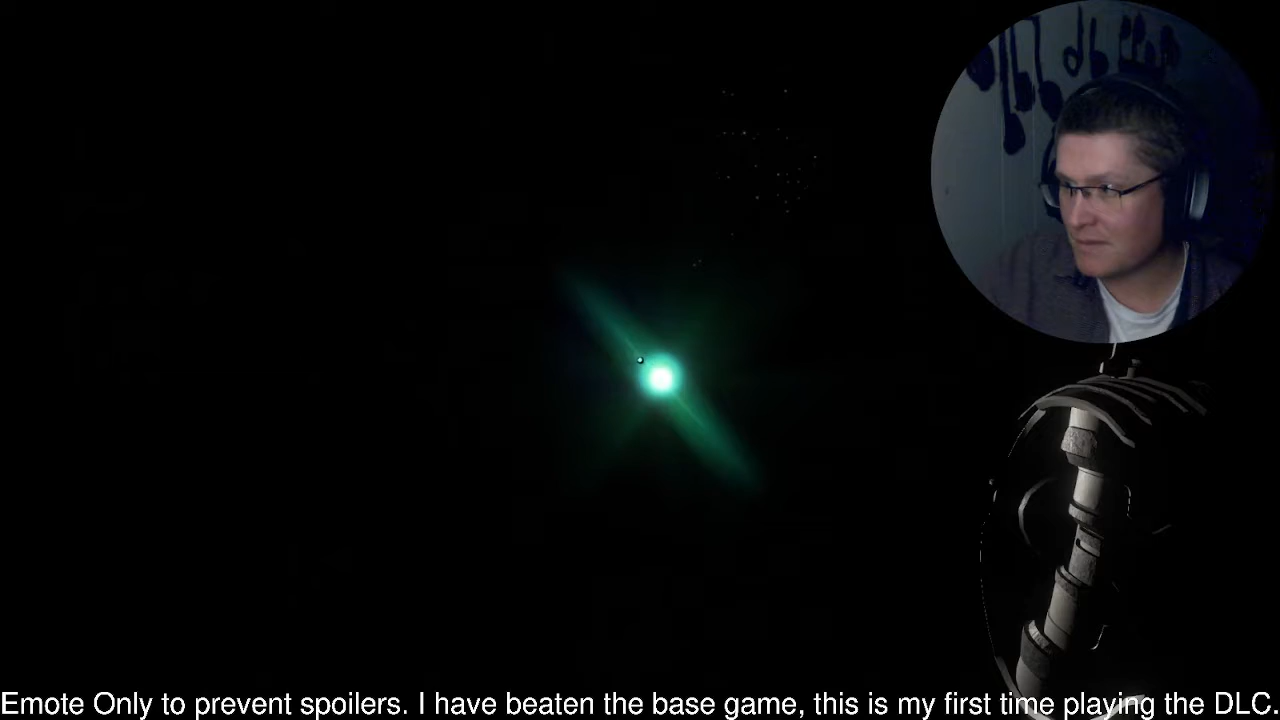 Emote Only to prevent spoilers. I have beaten the base game, this is my first time playing the DLC.